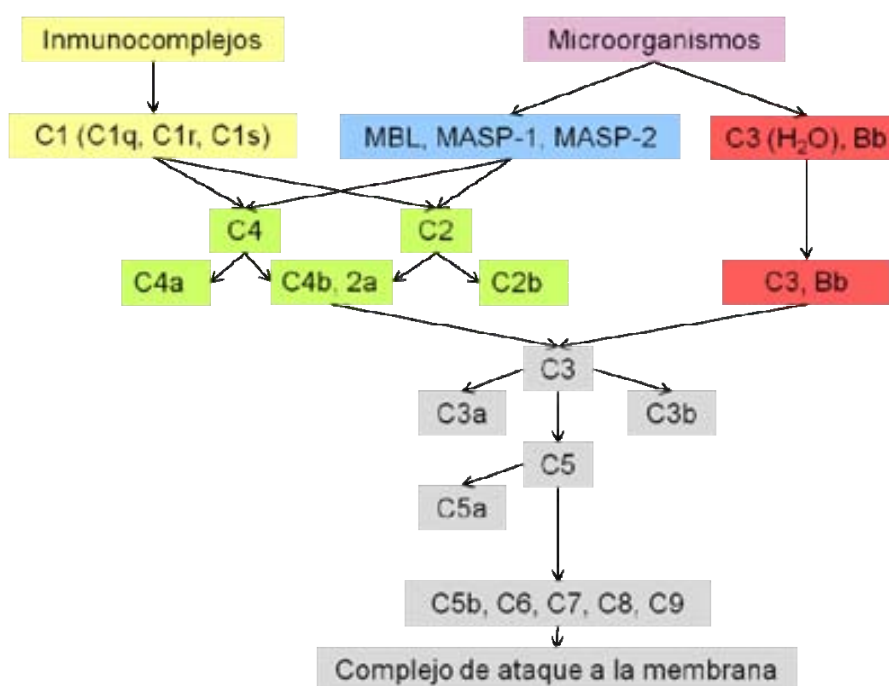 Inmunocomplejos
Microorganismos
C1 (C1q, C1r, C1s)
MBL, MASP-1, MASP-2
C3 (H₂O), Bb
C4
C2
C4a
C4b, 2a
C2b
C3, Bb
C3
C3a
C3b
C5
C5a
C5b, C6, C7, C8, C9
Complejo de ataque a la membrana